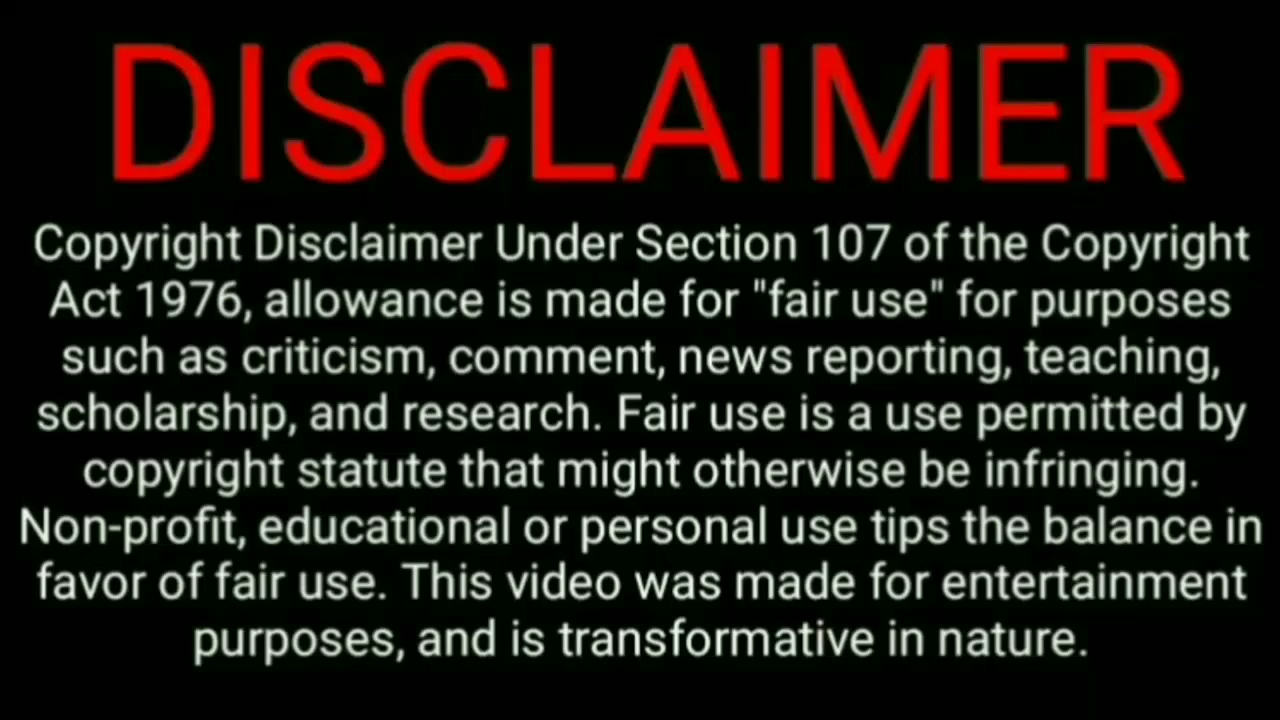 DISCLAIMER
Copyright Disclaimer Under Section 107 of the Copyright
Act 1976, allowance is made for "fair use" for purposes
such as criticism, comment, news reporting, teaching,
scholarship, and research. Fair use is a use permitted by
copyright statute that might otherwise be infringing.
Non-profit, educational or personal use tips the balance in
favor of fair use. This video was made for entertainment
purposes, and is transformative in nature.